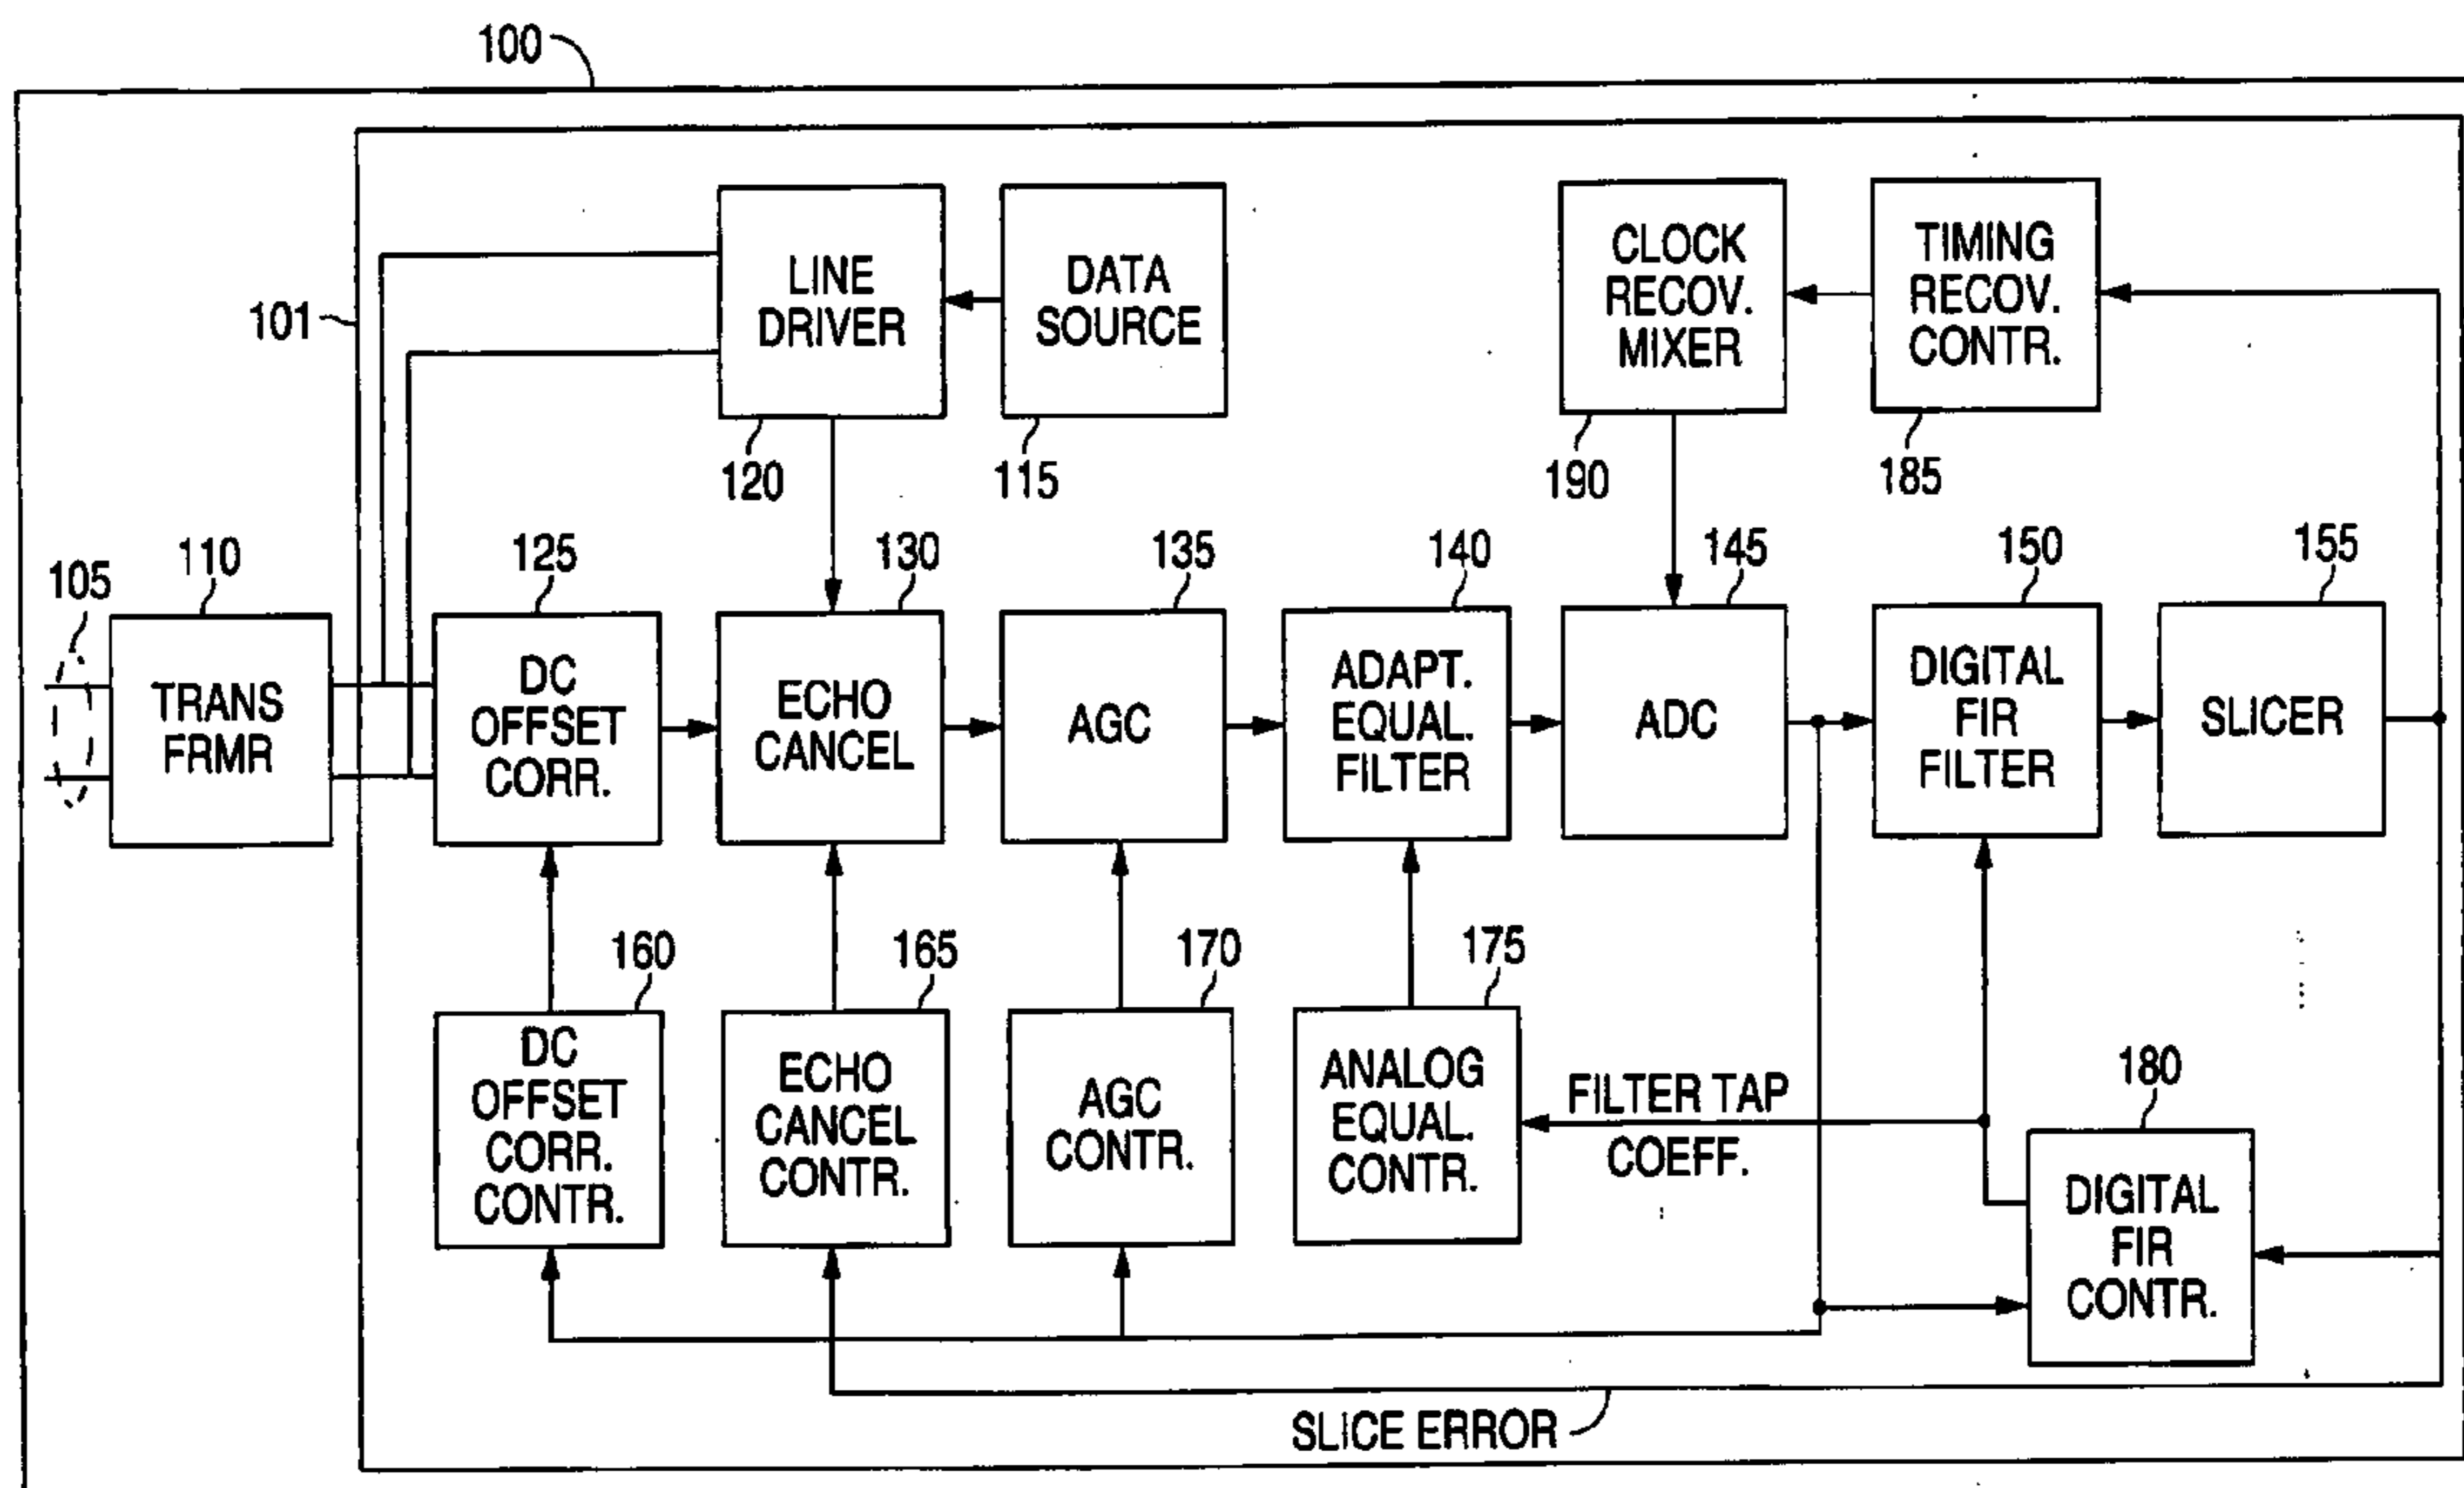 100
101
LINE
DRIVER
DATA
SOURCE
CLOCK
RECOV.
MIXER
TIMING
RECOV.
CONTR.
120
115
190
185
105
110
125
130
135
140
145
150
155
TRANS
FRMR
DC
OFFSET
CORR.
ECHO
CANCEL
AGC
ADAPT.
EQUAL.
FILTER
ADC
DIGITAL
FIR
FILTER
SLICER
160
165
170
175
180
DC
OFFSET
CORR.
CONTR.
ECHO
CANCEL
CONTR.
AGC
CONTR.
ANALOG
EQUAL.
CONTR.
FILTER TAP
COEFF.
DIGITAL
FIR
CONTR.
SLICE ERROR